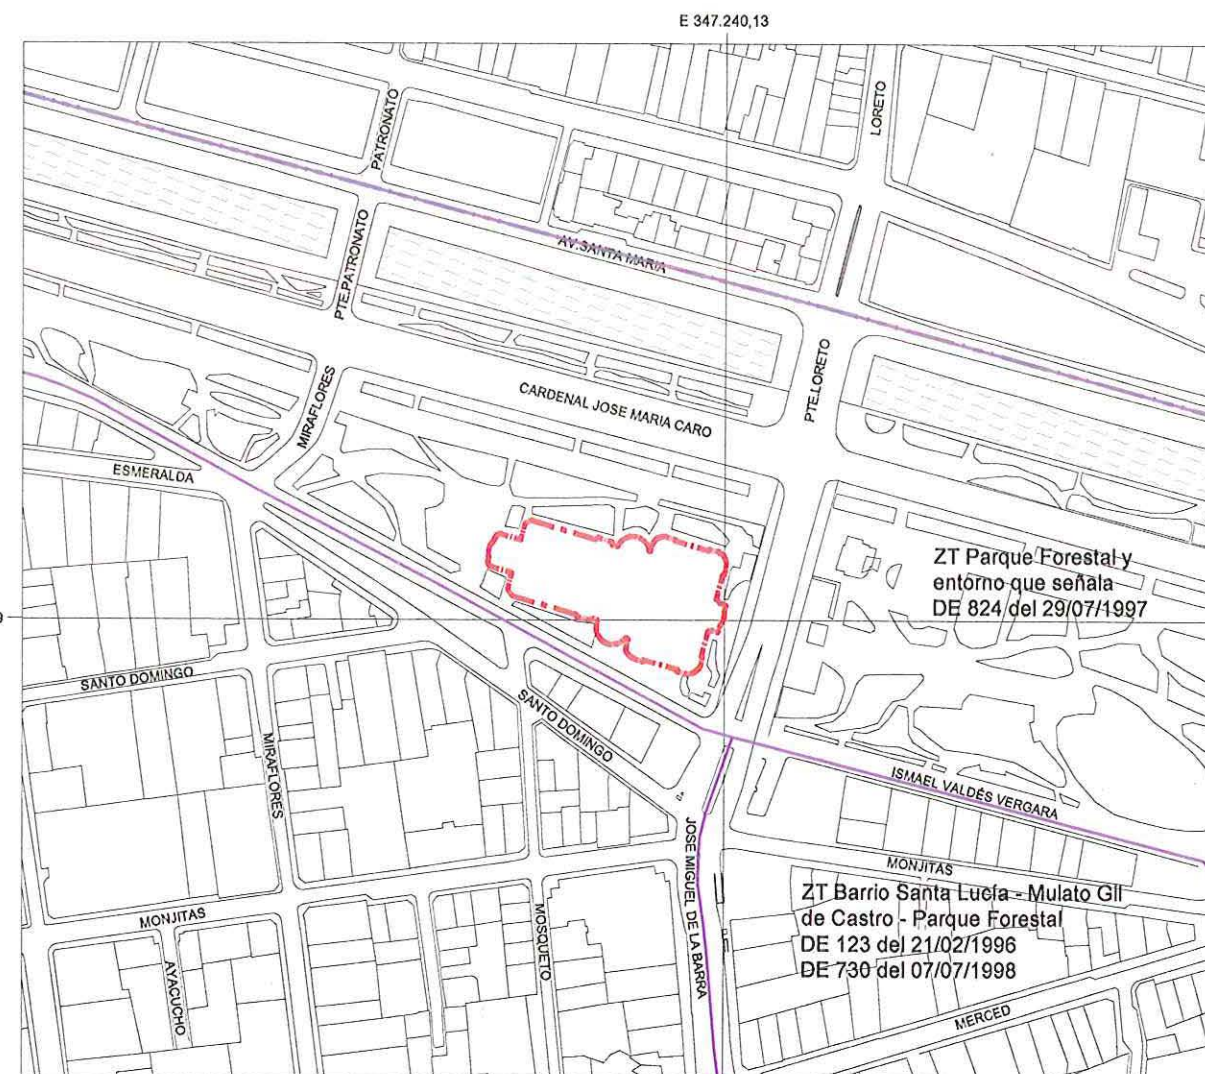 E 347.240,13
PATRONATO
LORETO
PTE.PATRONATO
AV.SANTA MARIA
MIRAFLORES
PTE.LORETO
CARDENAL JOSE MARIA CARO
ESMERALDA
ZT Parque Forestal y
entorno que señala
DE 824 del 29/07/1997
9
SANTO DOMINGO
SANTO DOMINGO
MIRAFLORES
ISMAEL VALDÉS VERGARA
JOSE MIGUEL DE LA BARRA
MONJITAS
ZT Barrio Santa Lucía - Mulato Gil
de Castro - Parque Forestal
DE 123 del 21/02/1996
DE 730 del 07/07/1998
MONJITAS
MOSQUETO
AYACUCHO
MERCED